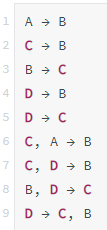 1 A → B
2 C → B
3 B → C
4 D → B
5 D → C
6 C, A → B
7 C, D → B
8 B, D → C
9 D → C, B